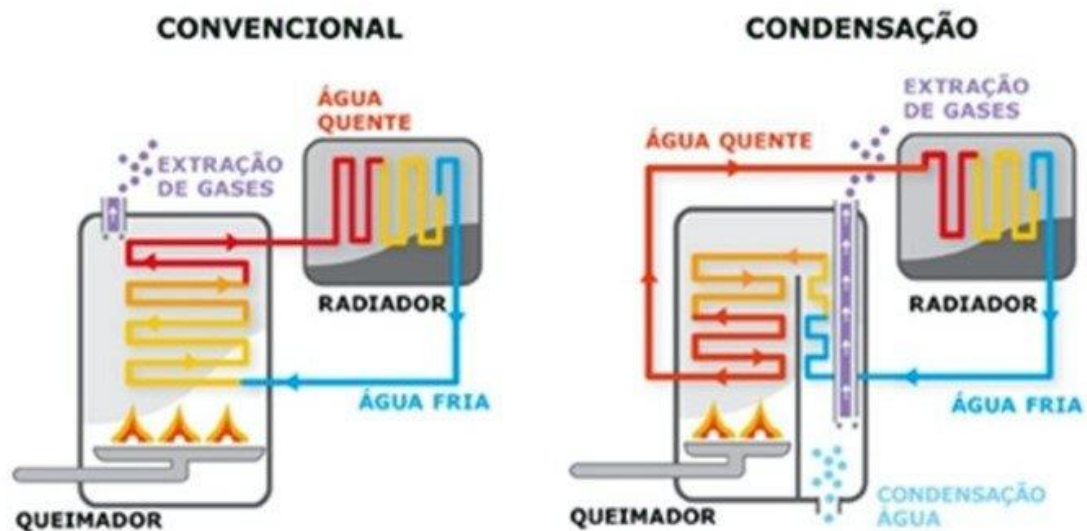 CONVENCIONAL
ÁGUA
QUENTE
EXTRAÇÃO
DE GASES
RADIADOR
ÁGUA FRIA
QUEIMADOR
CONDENSAÇÃO
EXTRAÇÃO
DE GASES
ÁGUA QUENTE
RADIADOR
ÁGUA FRIA
CONDENSAÇÃO
ÁGUA
QUEIMADOR